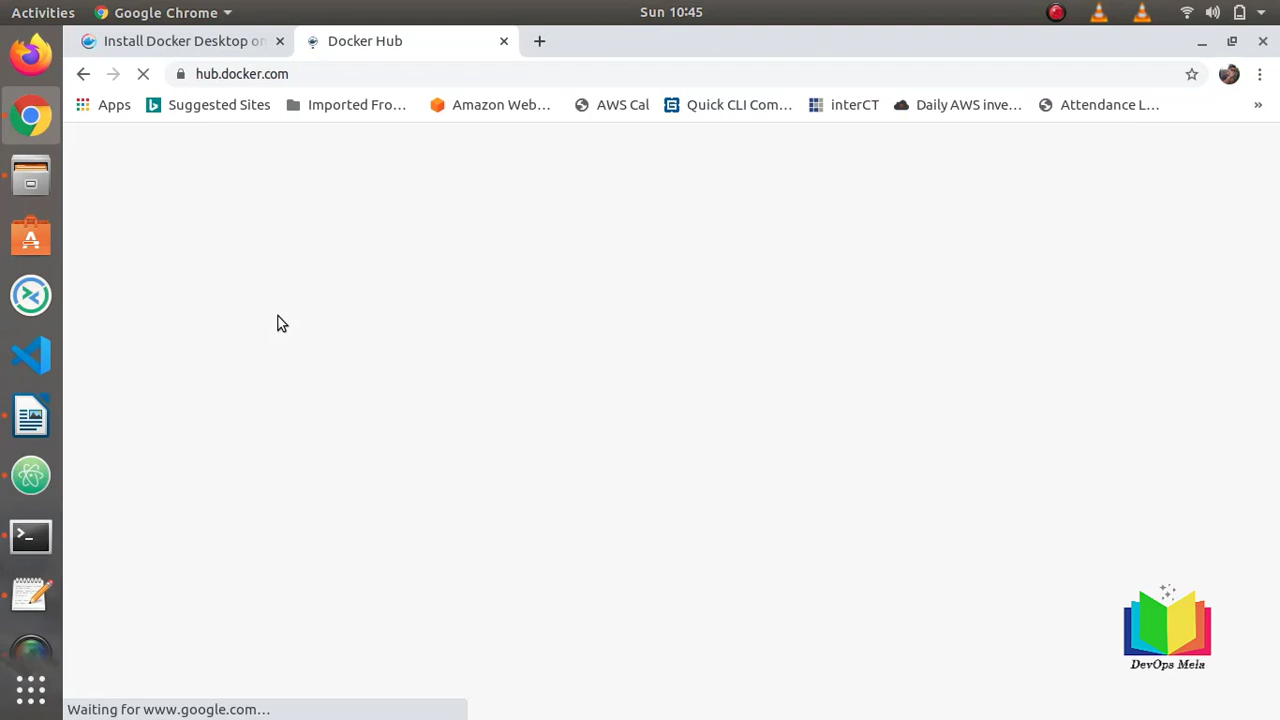 Activities Google Chrome Sun 10:45
Install Docker Desktop on Docker Hub
hub.docker.com
Apps Suggested Sites Imported Fro... Amazon Web... AWS Cal Quick CLI Com... interCT Daily AWS inve... Attendance L... »
DevOps Mela
Waiting for www.google.com...